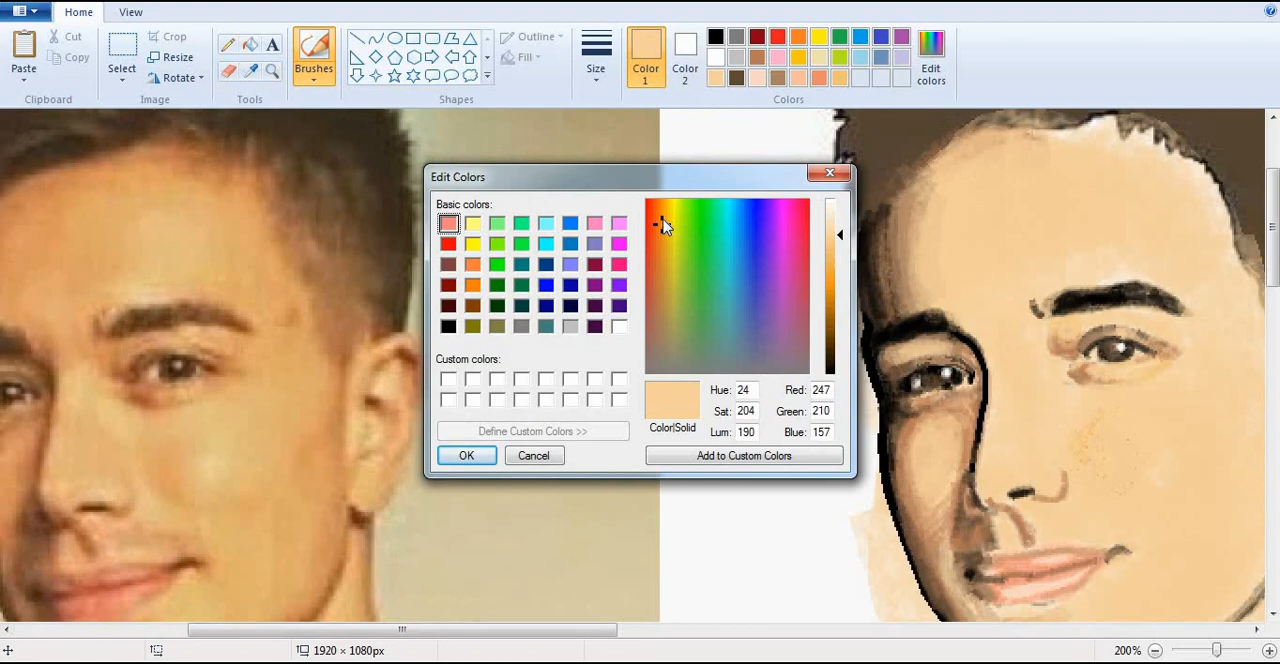 Home View
Cut
Copy
Paste
Clipboard
Select
Crop
Resize
Rotate
Image
A
Tools
Brushes
Shapes
Outline
Fill
Size
Color 1
Color 2
Edit colors
Colors
Edit Colors
Basic colors:
Custom colors:
Define Custom Colors >>
OK Cancel
Color|Solid
Hue: 24 Red: 247
Sat: 204 Green: 210
Lum: 190 Blue: 157
Add to Custom Colors
1920 × 1080px
200%